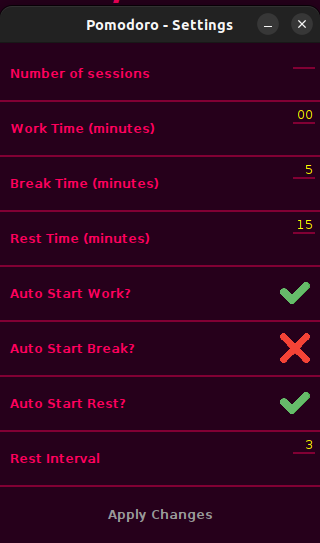 Pomodoro - Settings
Number of sessions
Work Time (minutes) 00
Break Time (minutes) 5
Rest Time (minutes) 15
Auto Start Work?
Auto Start Break?
Auto Start Rest?
Rest Interval 3
Apply Changes